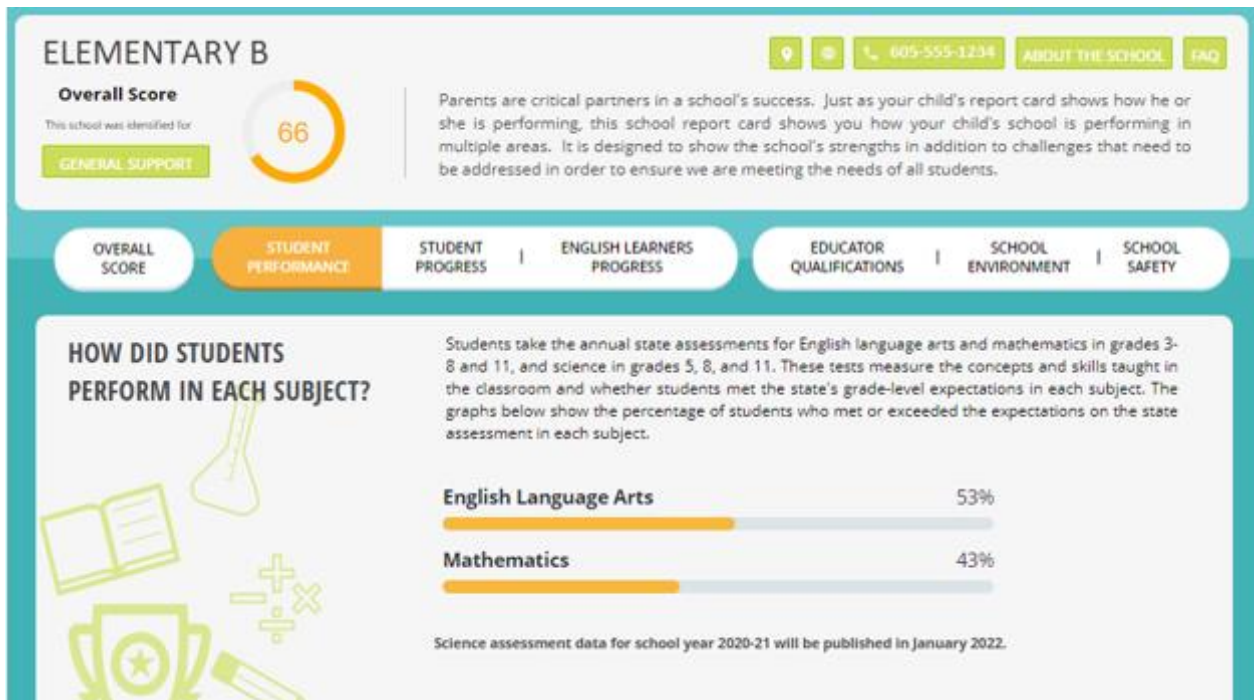 ELEMENTARY B
605-555-1234
ABOUT THE SCHOOL
FAQ
Overall Score
This school was identified for
GENERAL SUPPORT
66
Parents are critical partners in a school's success. Just as your child's report card shows how he or
she is performing, this school report card shows you how your child's school is performing in
multiple areas. It is designed to show the school's strengths in addition to challenges that need to
be addressed in order to ensure we are meeting the needs of all students.
OVERALL
SCORE
STUDENT
PERFORMANCE
STUDENT
PROGRESS
ENGLISH LEARNERS
PROGRESS
EDUCATOR
QUALIFICATIONS
SCHOOL
ENVIRONMENT
SCHOOL
SAFETY
HOW DID STUDENTS
PERFORM IN EACH SUBJECT?
Students take the annual state assessments for English language arts and mathematics in grades 3-
8 and 11, and science in grades 5, 8, and 11. These tests measure the concepts and skills taught in
the classroom and whether students met the state's grade-level expectations in each subject. The
graphs below show the percentage of students who met or exceeded the expectations on the state
assessment in each subject.
English Language Arts 53%
Mathematics 43%
Science assessment data for school year 2020-21 will be published in January 2022.